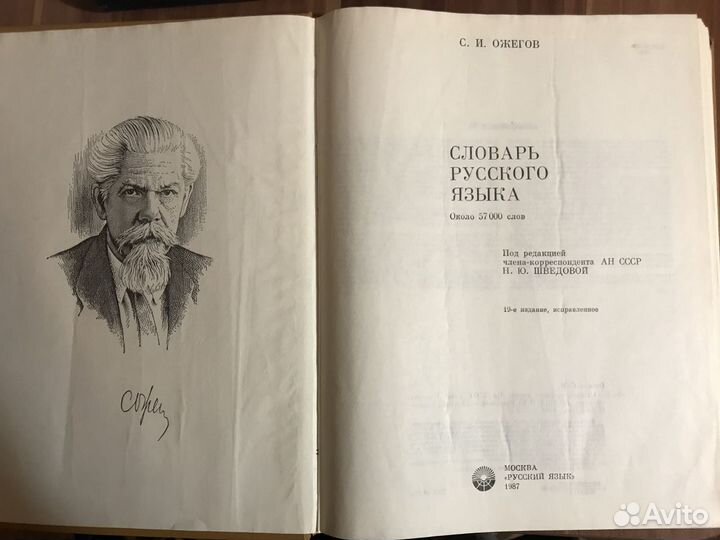 С. И. ОЖЕГОВ
СЛОВАРЬ
РУССКОГО
ЯЗЫКА
Около 57 000 слов
Под редакцией
члена-корреспондента АН СССР
Н. Ю. ШВЕДОВОЙ
19-е издание, исправленное
МОСКВА
«РУССКИЙ ЯЗЫК»
1987
Avito